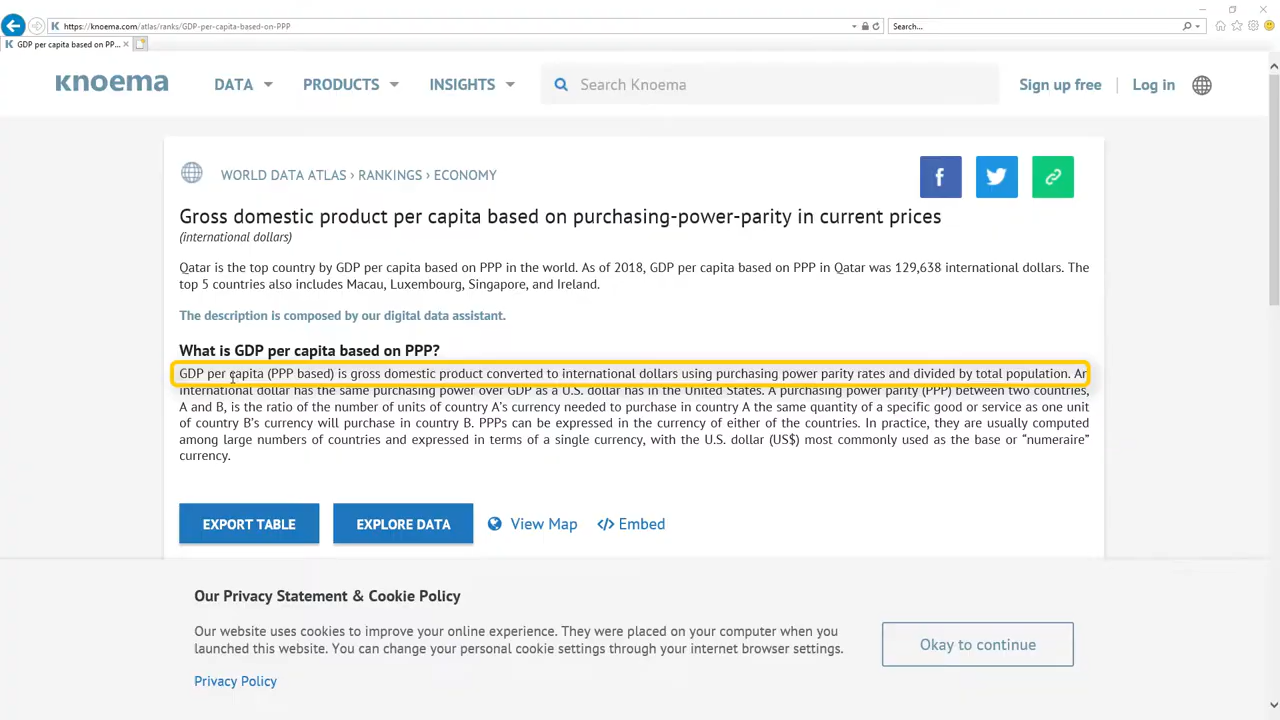 https://knoema.com/atlas/ranks/GDP-per-capita-based-on-PPP
Search...
GDP per capita based on PP...
knoema
DATA
PRODUCTS
INSIGHTS
Search Knoema
Sign up free
Log in
WORLD DATA ATLAS › RANKINGS › ECONOMY
Gross domestic product per capita based on purchasing-power-parity in current prices
(international dollars)
Qatar is the top country by GDP per capita based on PPP in the world. As of 2018, GDP per capita based on PPP in Qatar was 129,638 international dollars. The
top 5 countries also includes Macau, Luxembourg, Singapore, and Ireland.
The description is composed by our digital data assistant.
What is GDP per capita based on PPP?
GDP per capita (PPP based) is gross domestic product converted to international dollars using purchasing power parity rates and divided by total population. An
international dollar has the same purchasing power over GDP as a U.S. dollar has in the United States. A purchasing power parity (PPP) between two countries,
A and B, is the ratio of the number of units of country A’s currency needed to purchase in country A the same quantity of a specific good or service as one unit
of country B’s currency will purchase in country B. PPPs can be expressed in the currency of either of the countries. In practice, they are usually computed
among large numbers of countries and expressed in terms of a single currency, with the U.S. dollar (US$) most commonly used as the base or “numeraire”
currency.
EXPORT TABLE
EXPLORE DATA
View Map
</> Embed
Our Privacy Statement & Cookie Policy
Our website uses cookies to improve your online experience. They were placed on your computer when you
launched this website. You can change your personal cookie settings through your internet browser settings.
Okay to continue
Privacy Policy